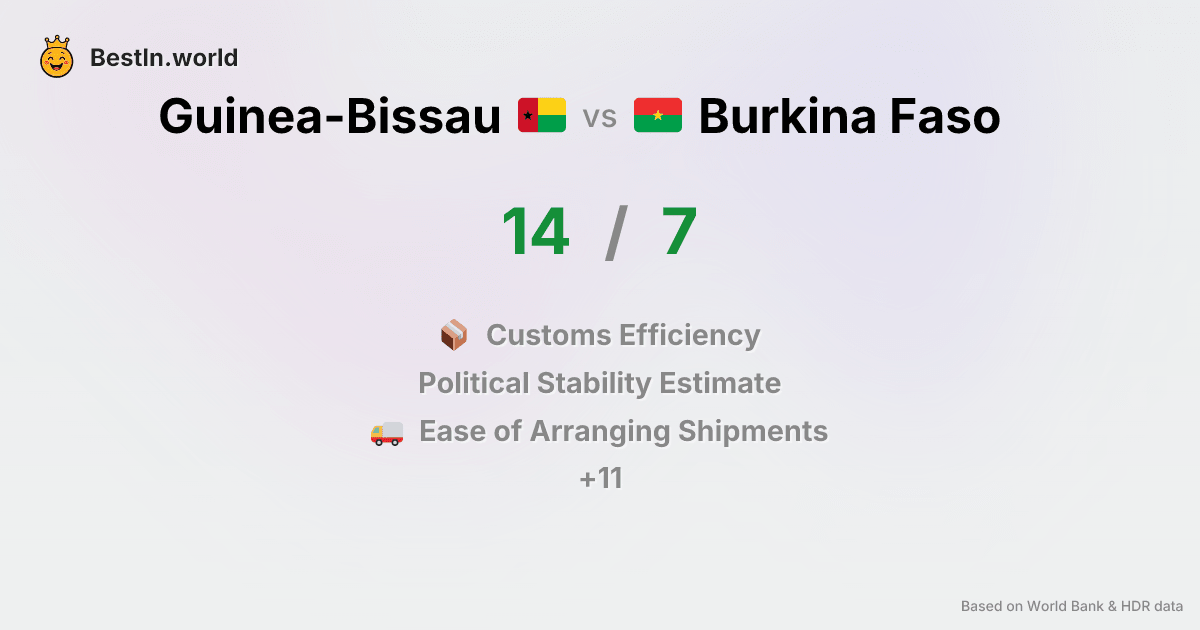 BestIn.world
Guinea-Bissau vs Burkina Faso
14 / 7
Customs Efficiency
Political Stability Estimate
Ease of Arranging Shipments
+11
Based on World Bank & HDR data